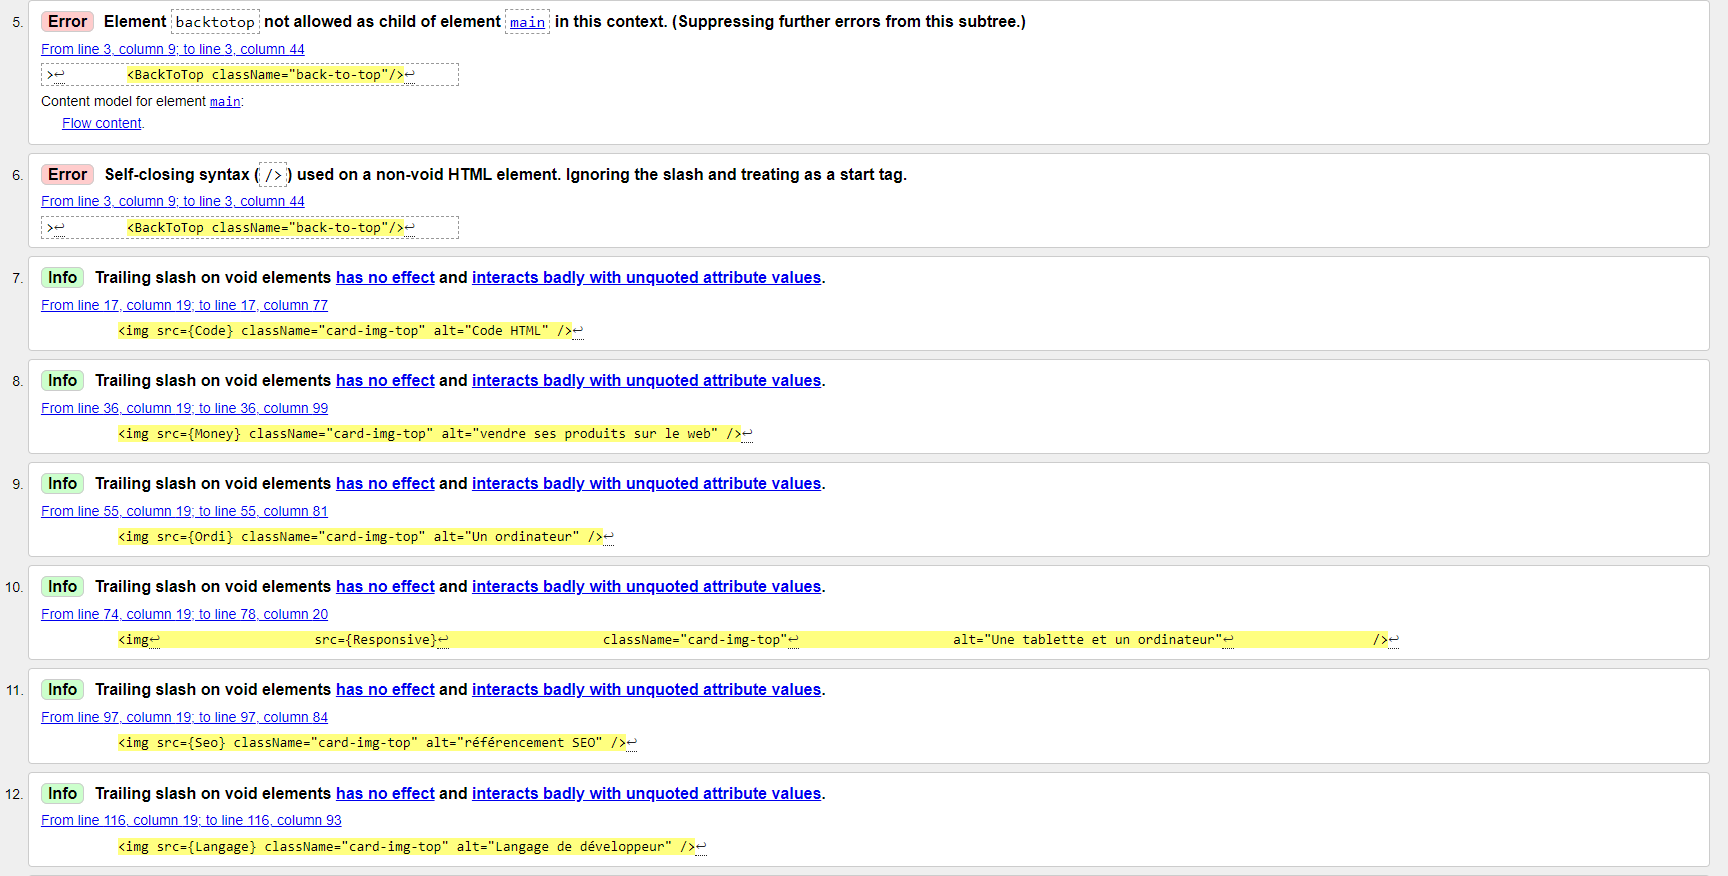 5. Error Element backtotop not allowed as child of element main in this context. (Suppressing further errors from this subtree.)
From line 3, column 9; to line 3, column 44
>↩        <BackToTop className="back-to-top"/>↩
Content model for element main:
Flow content.
6. Error Self-closing syntax (/>) used on a non-void HTML element. Ignoring the slash and treating as a start tag.
From line 3, column 9; to line 3, column 44
>↩        <BackToTop className="back-to-top"/>↩
7. Info Trailing slash on void elements has no effect and interacts badly with unquoted attribute values.
From line 17, column 19; to line 17, column 77
<img src={Code} className="card-img-top" alt="Code HTML" />↩
8. Info Trailing slash on void elements has no effect and interacts badly with unquoted attribute values.
From line 36, column 19; to line 36, column 99
<img src={Money} className="card-img-top" alt="vendre ses produits sur le web" />↩
9. Info Trailing slash on void elements has no effect and interacts badly with unquoted attribute values.
From line 55, column 19; to line 55, column 81
<img src={Ordi} className="card-img-top" alt="Un ordinateur" />↩
10. Info Trailing slash on void elements has no effect and interacts badly with unquoted attribute values.
From line 74, column 19; to line 78, column 20
<img↩                    src={Responsive}↩                    className="card-img-top"↩                    alt="Une tablette et un ordinateur"↩                  />↩
11. Info Trailing slash on void elements has no effect and interacts badly with unquoted attribute values.
From line 97, column 19; to line 97, column 84
<img src={Seo} className="card-img-top" alt="référencement SEO" />↩
12. Info Trailing slash on void elements has no effect and interacts badly with unquoted attribute values.
From line 116, column 19; to line 116, column 93
<img src={Langage} className="card-img-top" alt="Langage de développeur" />↩